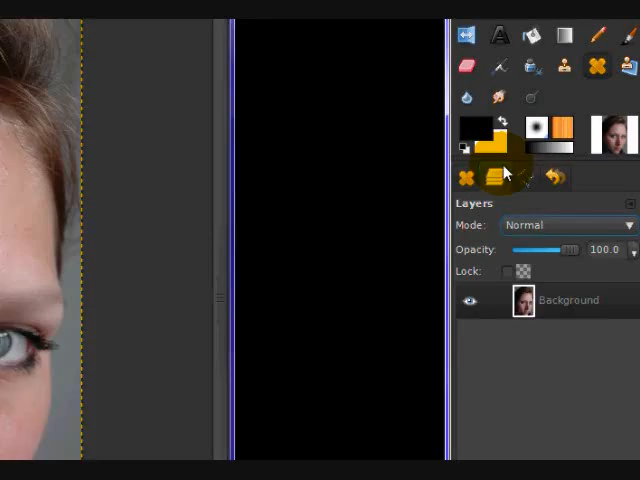 Layers
Mode: Normal
Opacity: 100.0
Lock:
Background